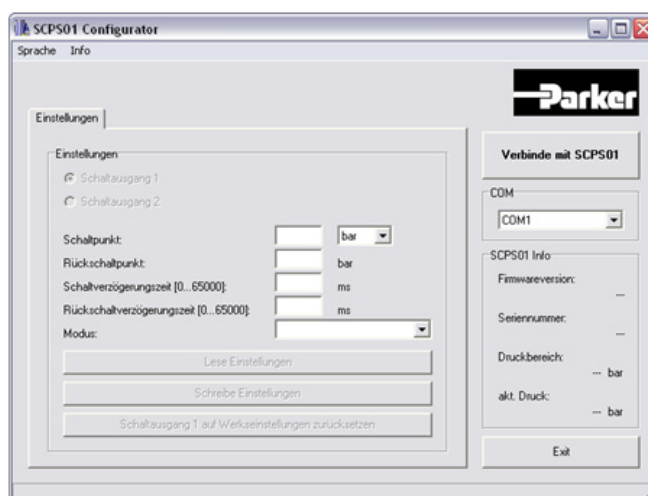 SCPS01 Configurator
Sprache Info
Parker
Einstellungen
Einstellungen
Schaltausgang 1
Schaltausgang 2
Schaltpunkt: bar
Rückschaltpunkt: bar
Schaltverzögerungszeit [0...65000]: ms
Rückschaltverzögerungszeit [0...65000]: ms
Modus:
Lese Einstellungen
Schreibe Einstellungen
Schaltausgang 1 auf Werkseinstellungen zurücksetzen
Verbinde mit SCPS01
COM
COM1
SCPS01 Info
Firmwareversion:
---
Seriennummer:
---
Druckbereich:
--- bar
akt. Druck:
--- bar
Exit